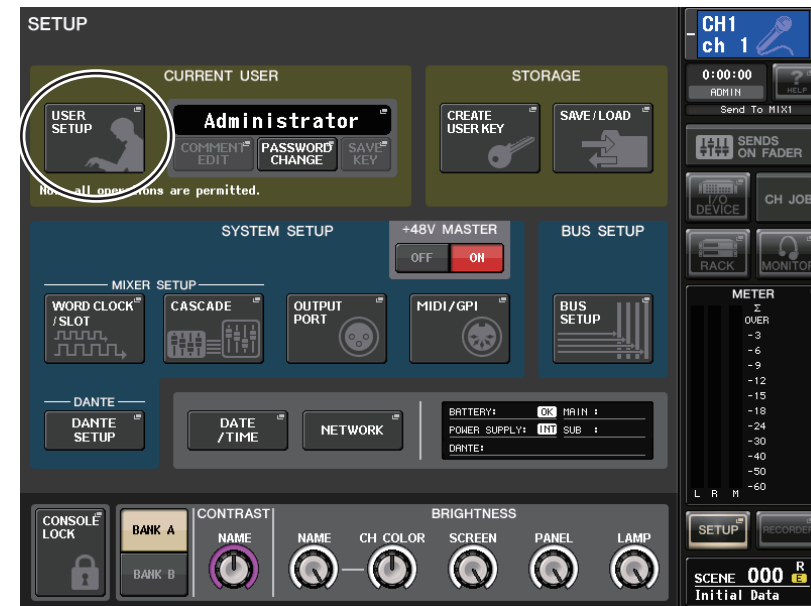 SETUP
CURRENT USER
USER SETUP
Administrator
COMMENT EDIT
PASSWORD CHANGE
SAVE KEY
all operations are permitted.
STORAGE
CREATE USER KEY
SAVE/LOAD
SYSTEM SETUP
+48V MASTER
OFF
ON
BUS SETUP
MIXER SETUP
WORD CLOCK /SLOT
CASCADE
OUTPUT PORT
MIDI/GPI
BUS SETUP
DANTE
DANTE SETUP
DATE /TIME
NETWORK
BATTERY: OK MAIN :
POWER SUPPLY: INT SUB :
DANTE:
CONSOLE LOCK
BANK A
BANK B
CONTRAST
NAME
BRIGHTNESS
NAME
CH COLOR
SCREEN
PANEL
LAMP
CH1
ch 1
0:00:00
ADMIN
?
HELP
Send To MIX1
SENDS ON FADER
I/O DEVICE
CH JOB
RACK
MONITOR
METER
Σ
OVER
-3
-6
-9
-12
-15
-18
-24
-30
-40
-50
-60
L R M
SETUP
RECORDER
SCENE 000 R E
Initial Data